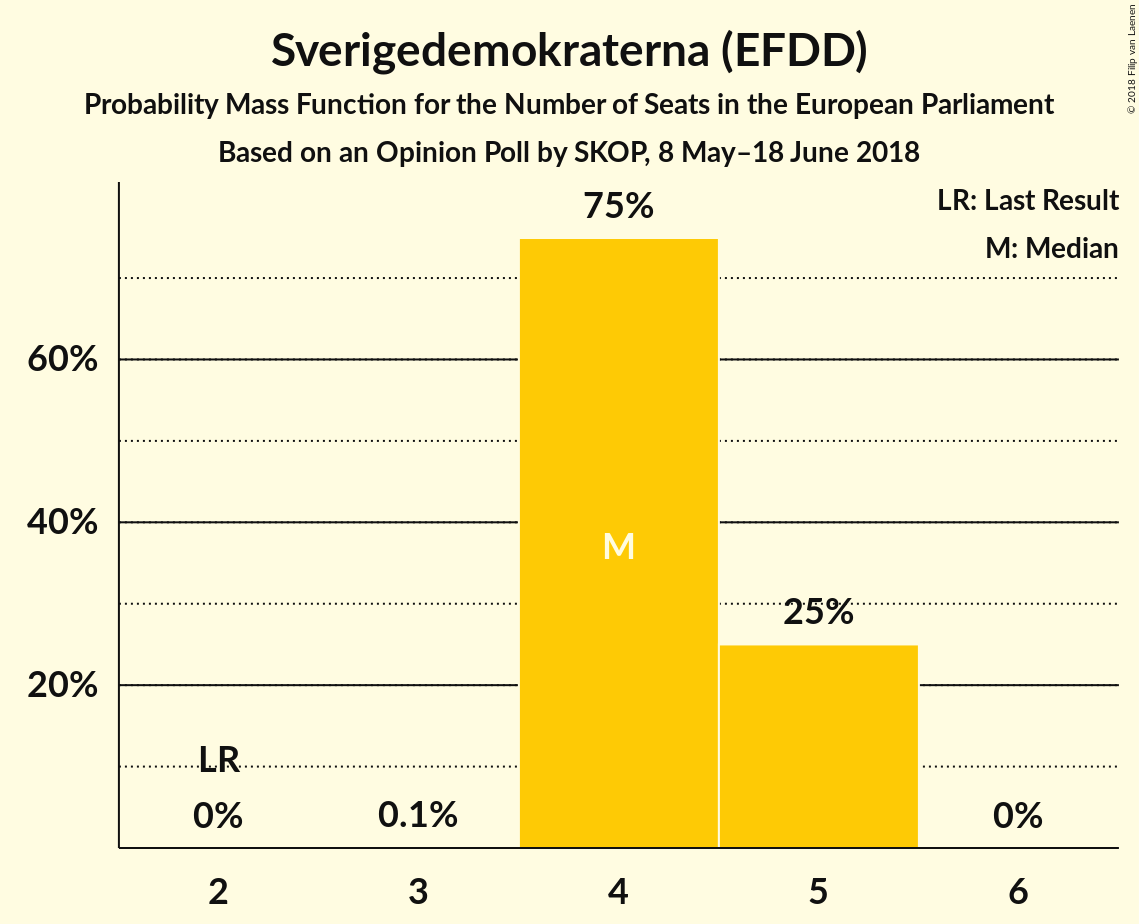 Sverigedemokraterna (EFDD)
Probability Mass Function for the Number of Seats in the European Parliament
Based on an Opinion Poll by SKOP, 8 May–18 June 2018
© 2018 Filip van Laenen
LR: Last Result
M: Median
75%
60%
40%
M
25%
20%
LR
0%
0.1%
0%
2
3
4
5
6